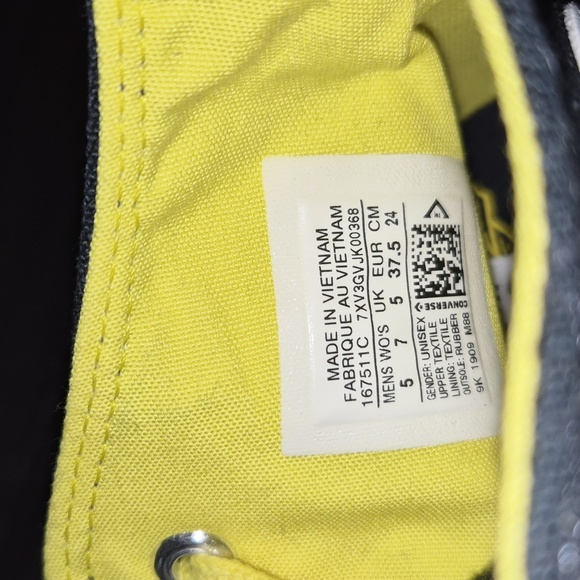 MADE IN VIETNAM
FABRIQUE AU VIETNAM
167511C 7XV3GVJK00368
MENS WO'S UK EUR CM
5 7 5 37.5 24
GENDER: UNISEX
UPPER TEXTILE
LINING: TEXTILE
OUTSOLE: RUBBER
9K 1909 M88
CONVERSE